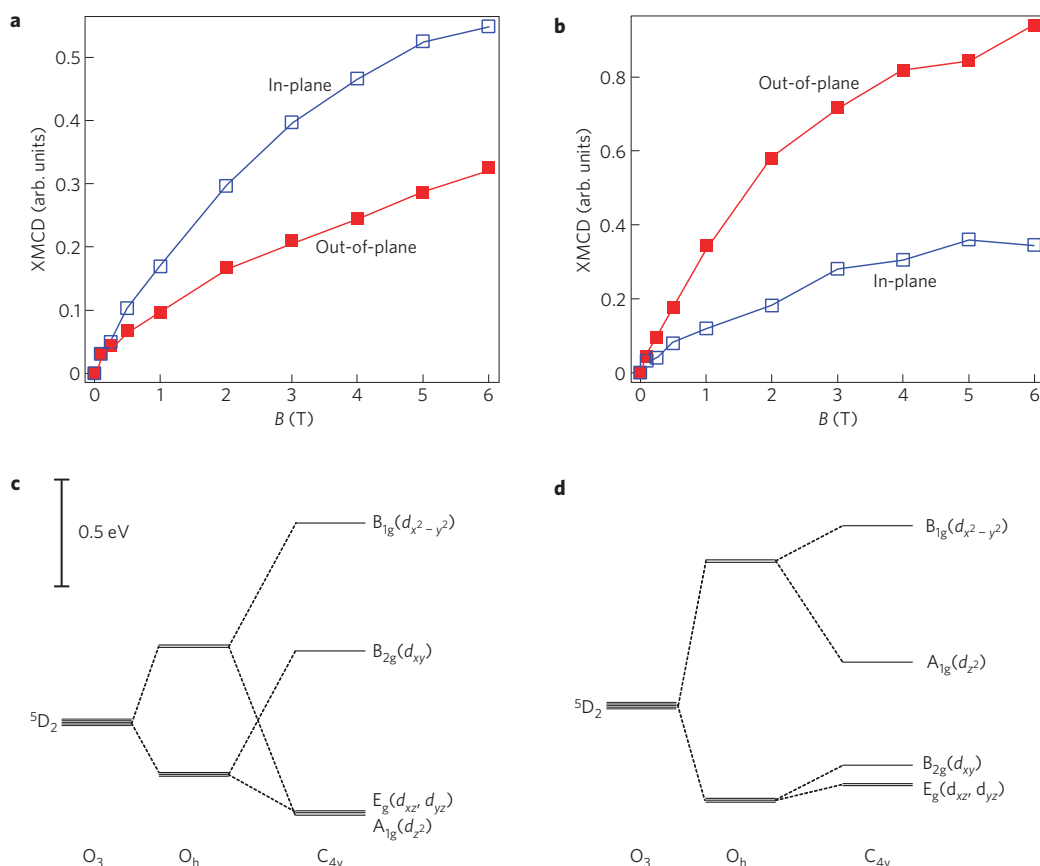 a
XMCD (arb. units)
0.5
0.4
0.3
0.2
0.1
0
In-plane
Out-of-plane
0 1 2 3 4 5 6
B (T)
b
XMCD (arb. units)
0.8
0.6
0.4
0.2
0
Out-of-plane
In-plane
0 1 2 3 4 5 6
B (T)
c
0.5 eV
B₁g(dₓ²₋y²)
B₂g(dxy)
⁵D₂
Eg(dxz, dyz)
A₁g(dz²)
O₃ Oₕ C₄ᵥ
d
B₁g(dₓ²₋y²)
A₁g(dz²)
⁵D₂
B₂g(dxy)
Eg(dxz, dyz)
O₃ Oₕ C₄ᵥ